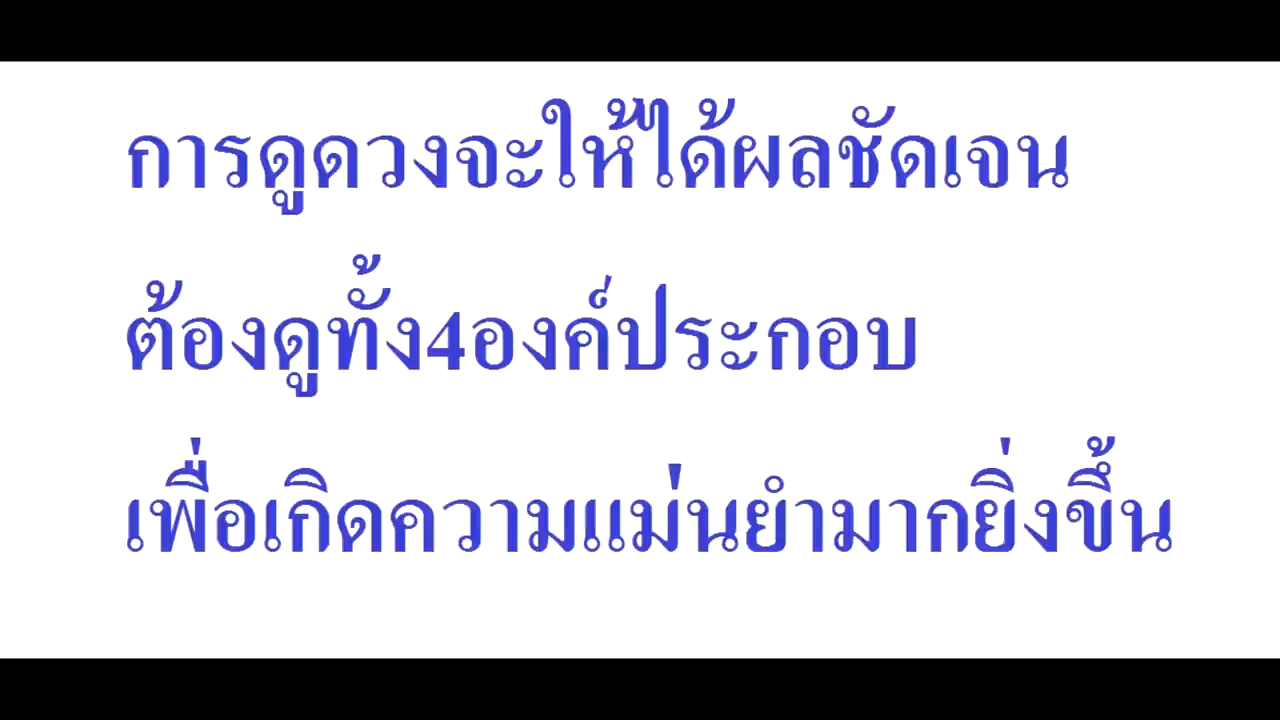 การดูดวงจะให้ได้ผลชัดเจน
ต้องดูทั้ง4องค์ประกอบ
เพื่อเกิดความแม่นยำมากยิ่งขึ้น